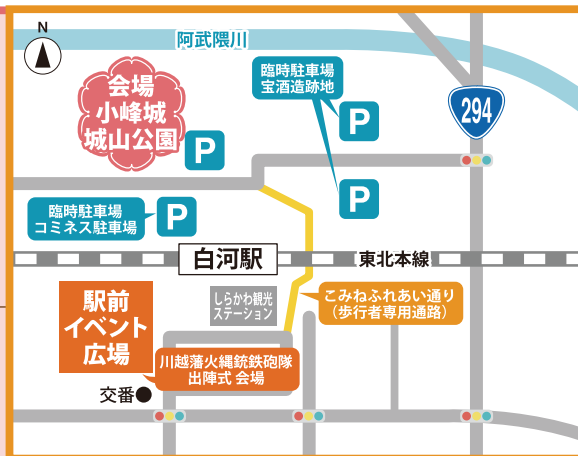 N
阿武隈川
会場
小峰城
城山公園
P
臨時駐車場
宝酒造跡地
P
P
294
臨時駐車場
コミネス駐車場
P
白河駅
東北本線
駅前
イベント
広場
しらかわ観光
ステーション
こみねふれあい通り
（歩行者専用通路）
川越藩火縄銃鉄砲隊
出陣式 会場
交番